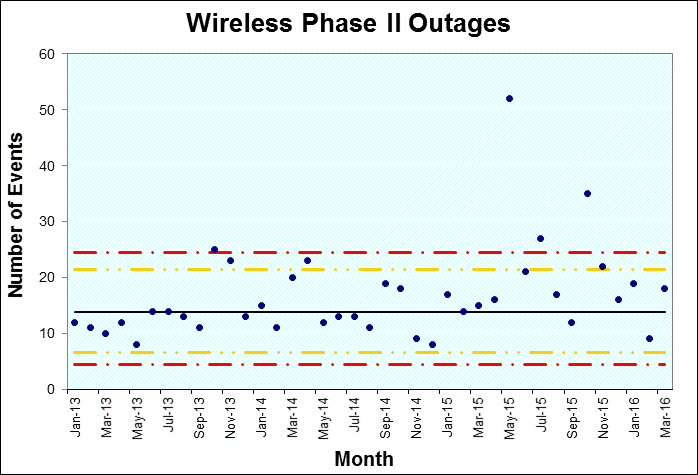 Wireless Phase II Outages
60
50
40
30
20
10
0
Number of Events
Jan-13
Mar-13
May-13
Jul-13
Sep-13
Nov-13
Jan-14
Mar-14
May-14
Jul-14
Sep-14
Nov-14
Jan-15
Mar-15
May-15
Jul-15
Sep-15
Nov-15
Jan-16
Mar-16
Month